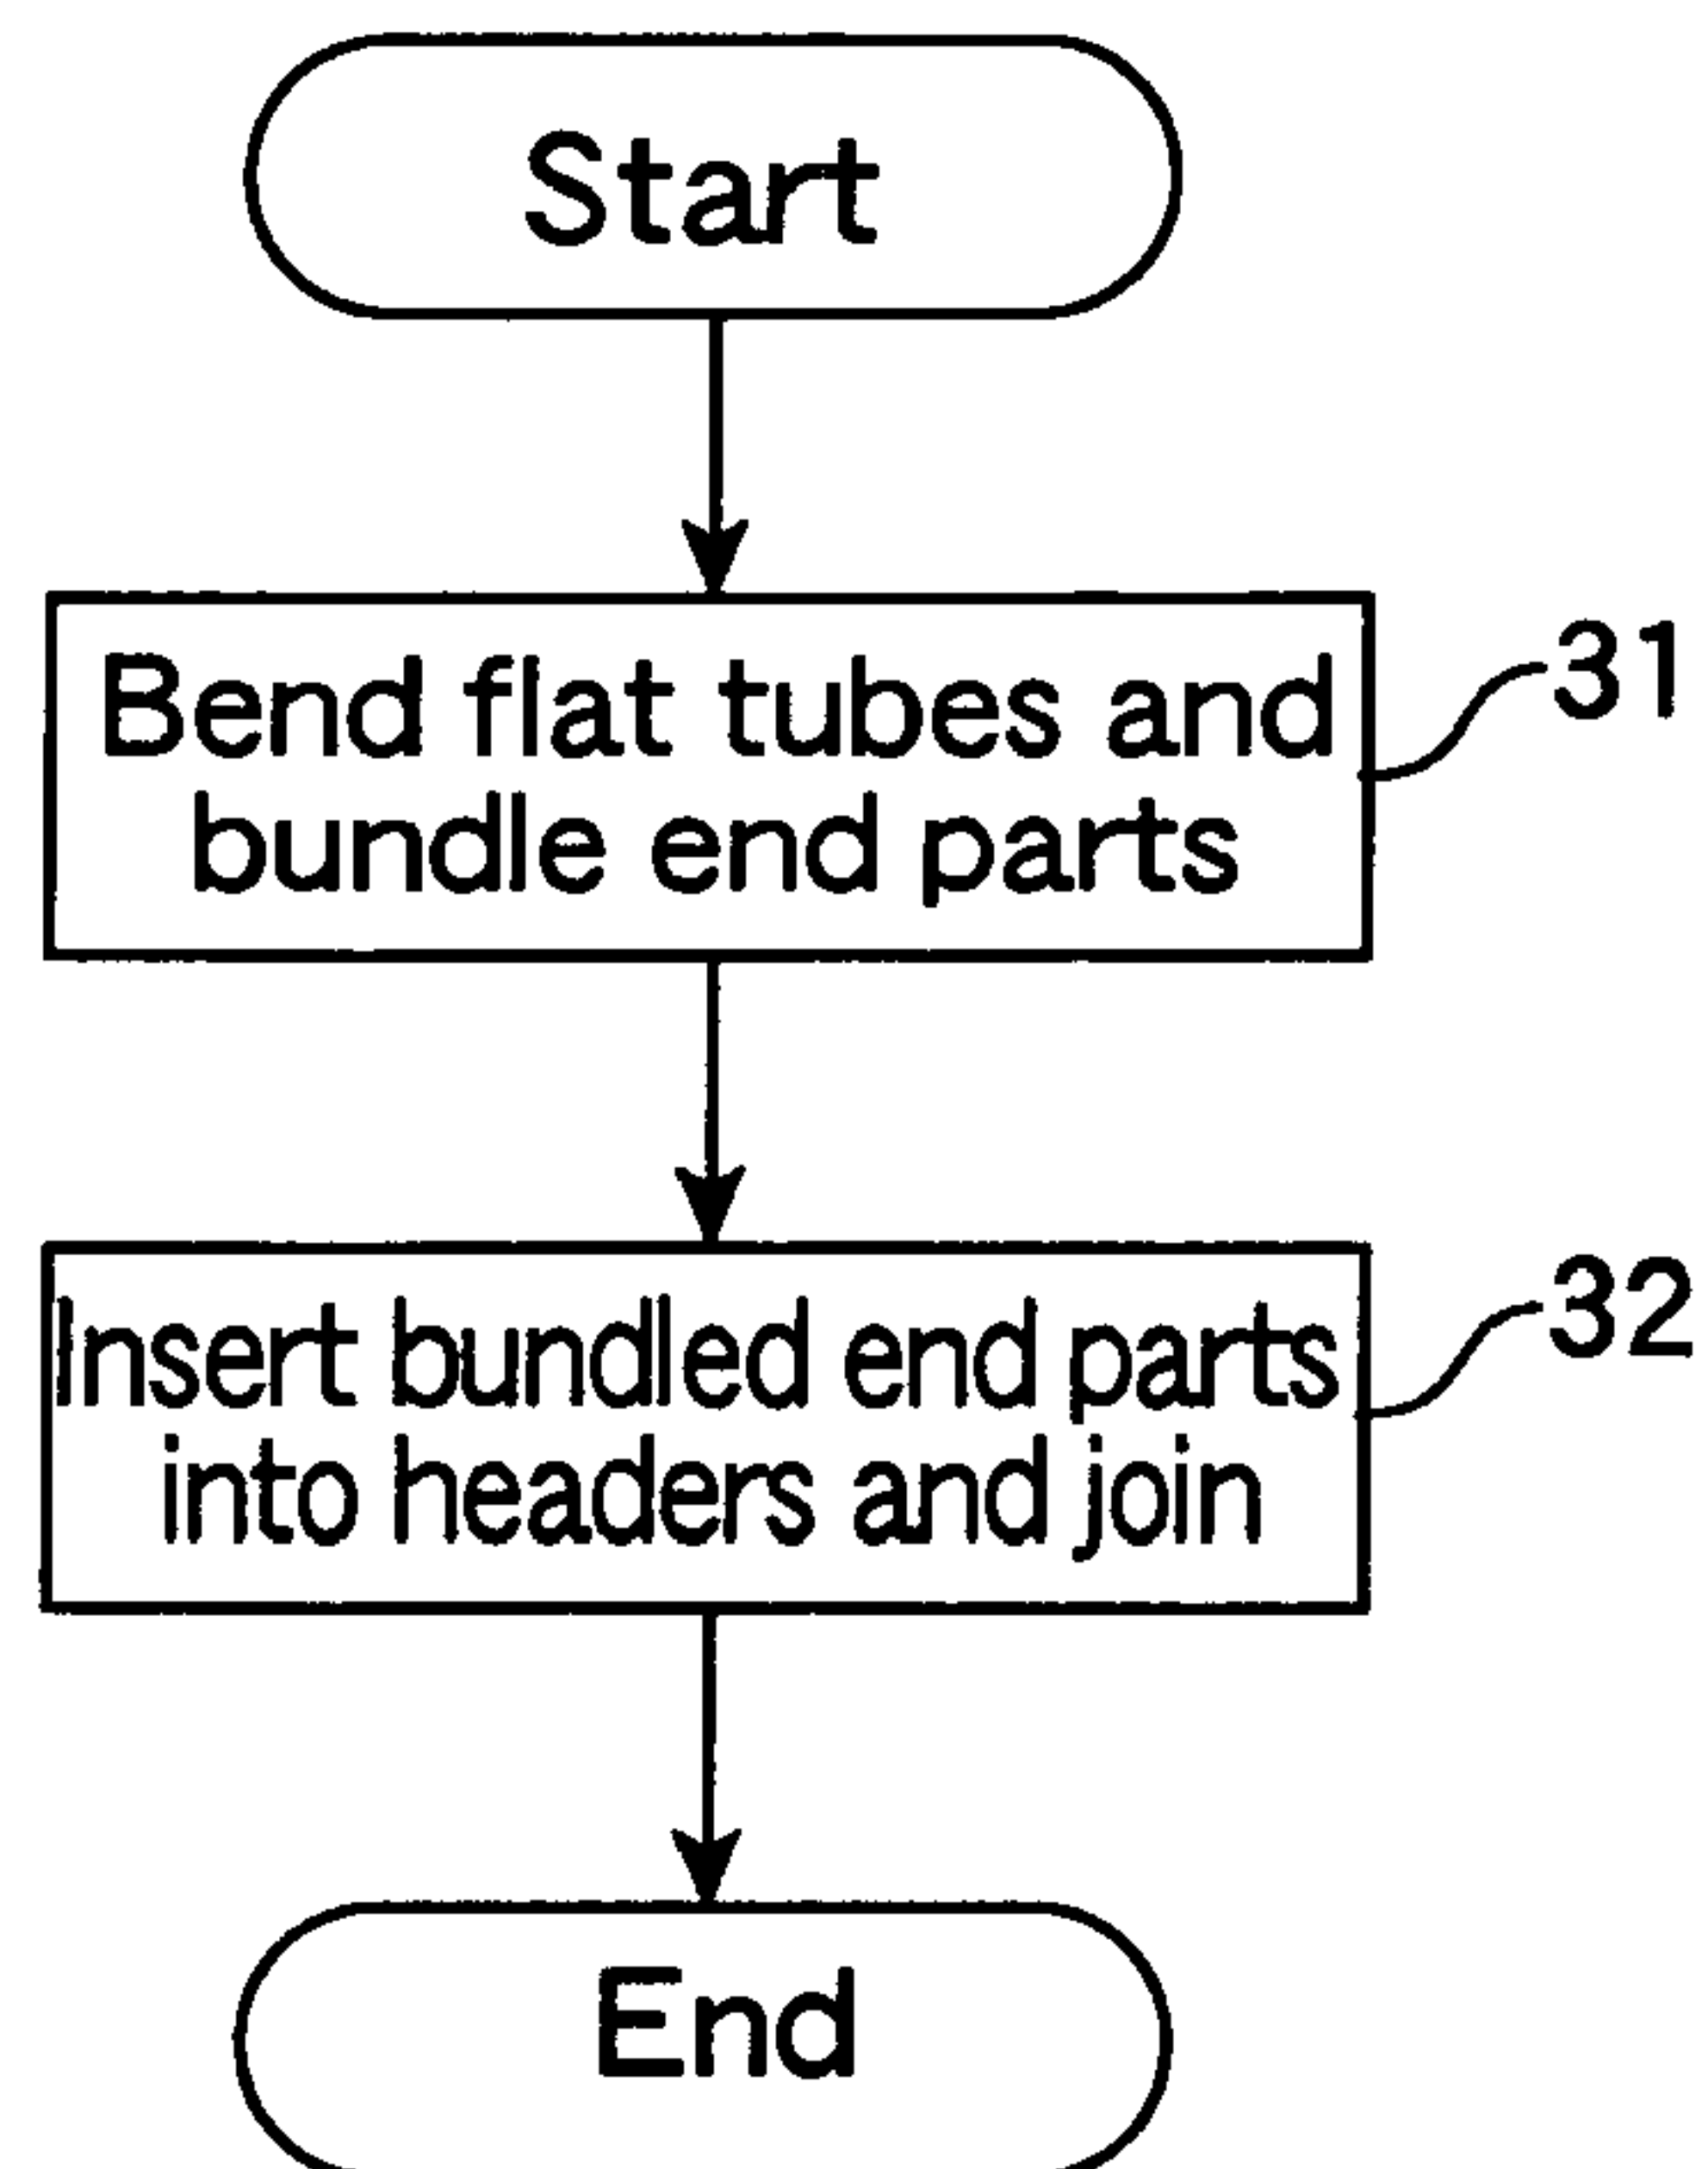 Start
Bend flat tubes and
bundle end parts
31
Insert bundled end parts
into headers and join
32
End